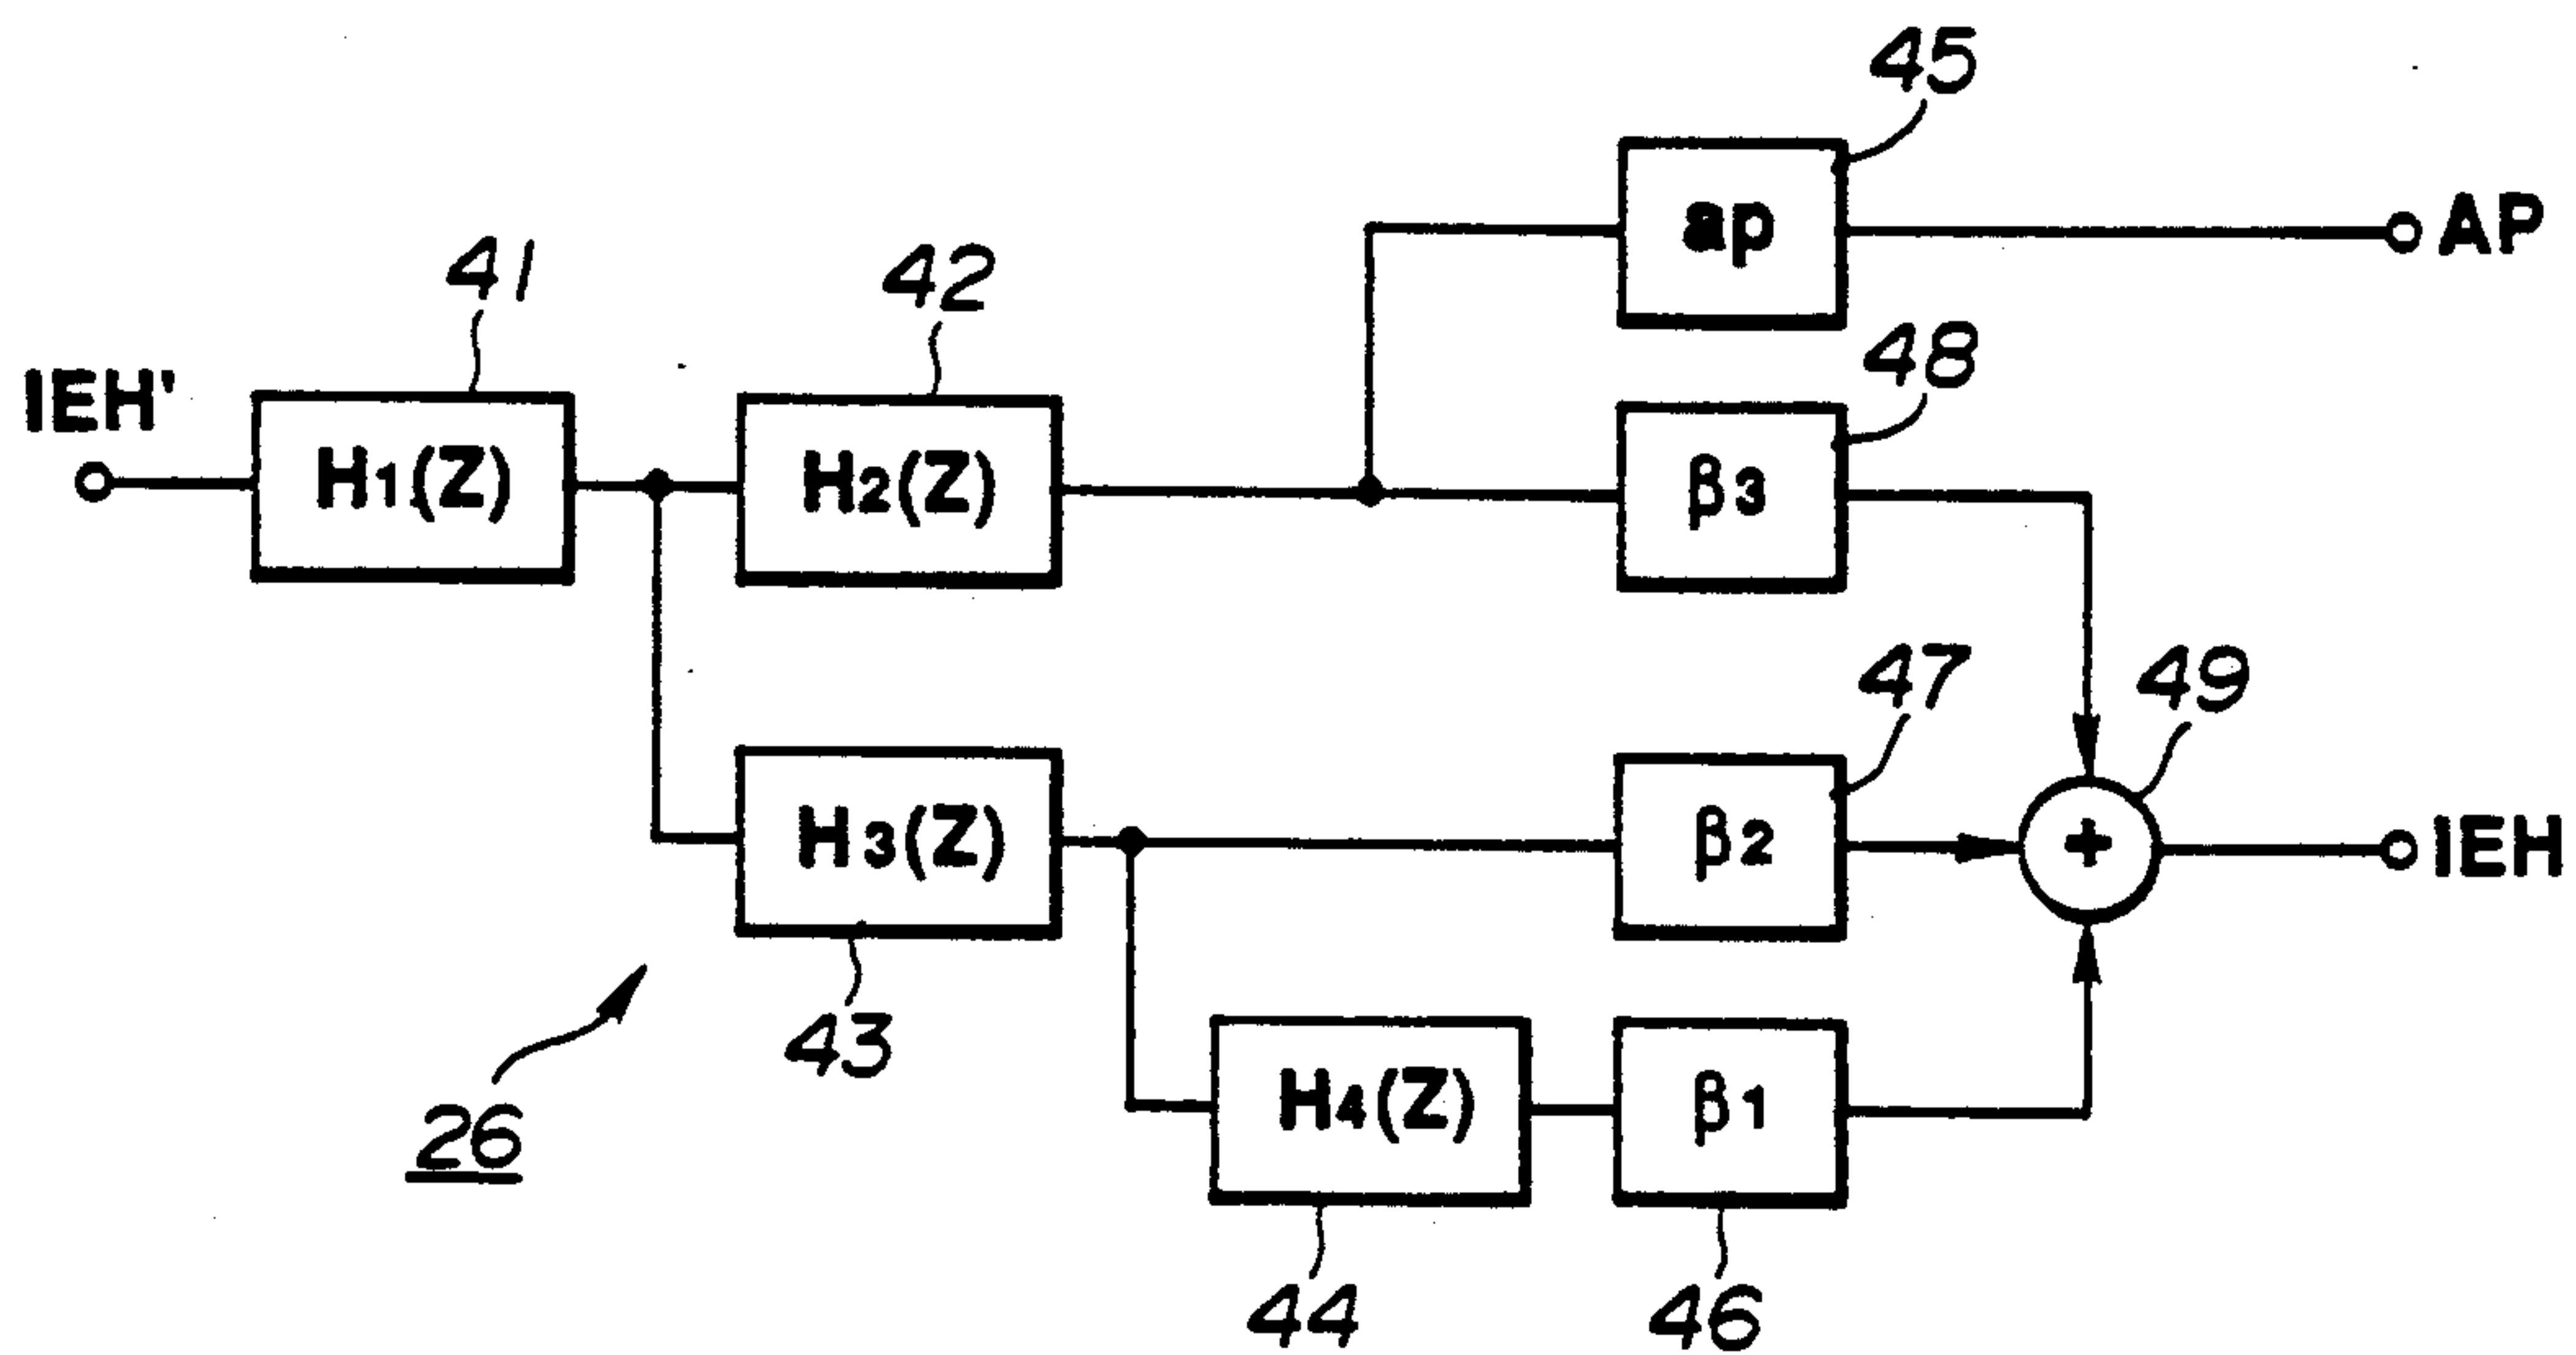 45
ap
AP
41
42
48
IEH'
H1(Z)
H2(Z)
β3
47
49
H3(Z)
β2
+
IEH
43
26
H4(Z)
β1
44
46